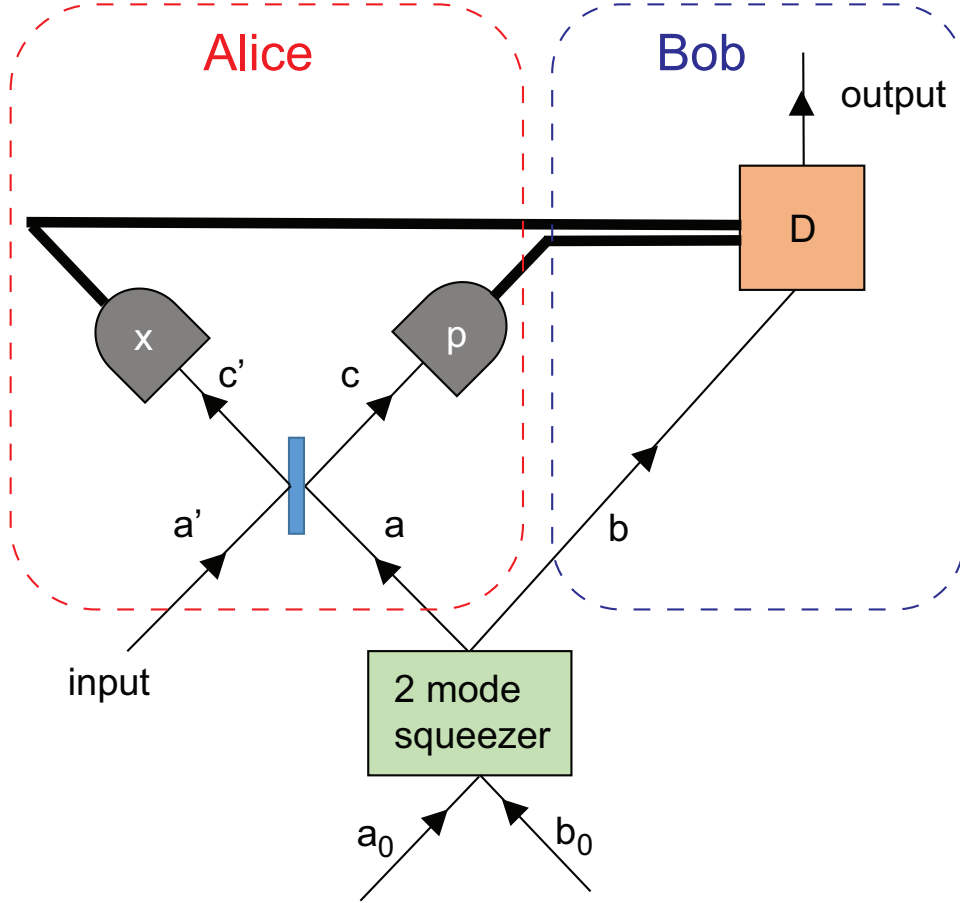 Alice
Bob
output
D
x
p
c’
c
a’
a
b
input
2 mode
squeezer
a₀
b₀